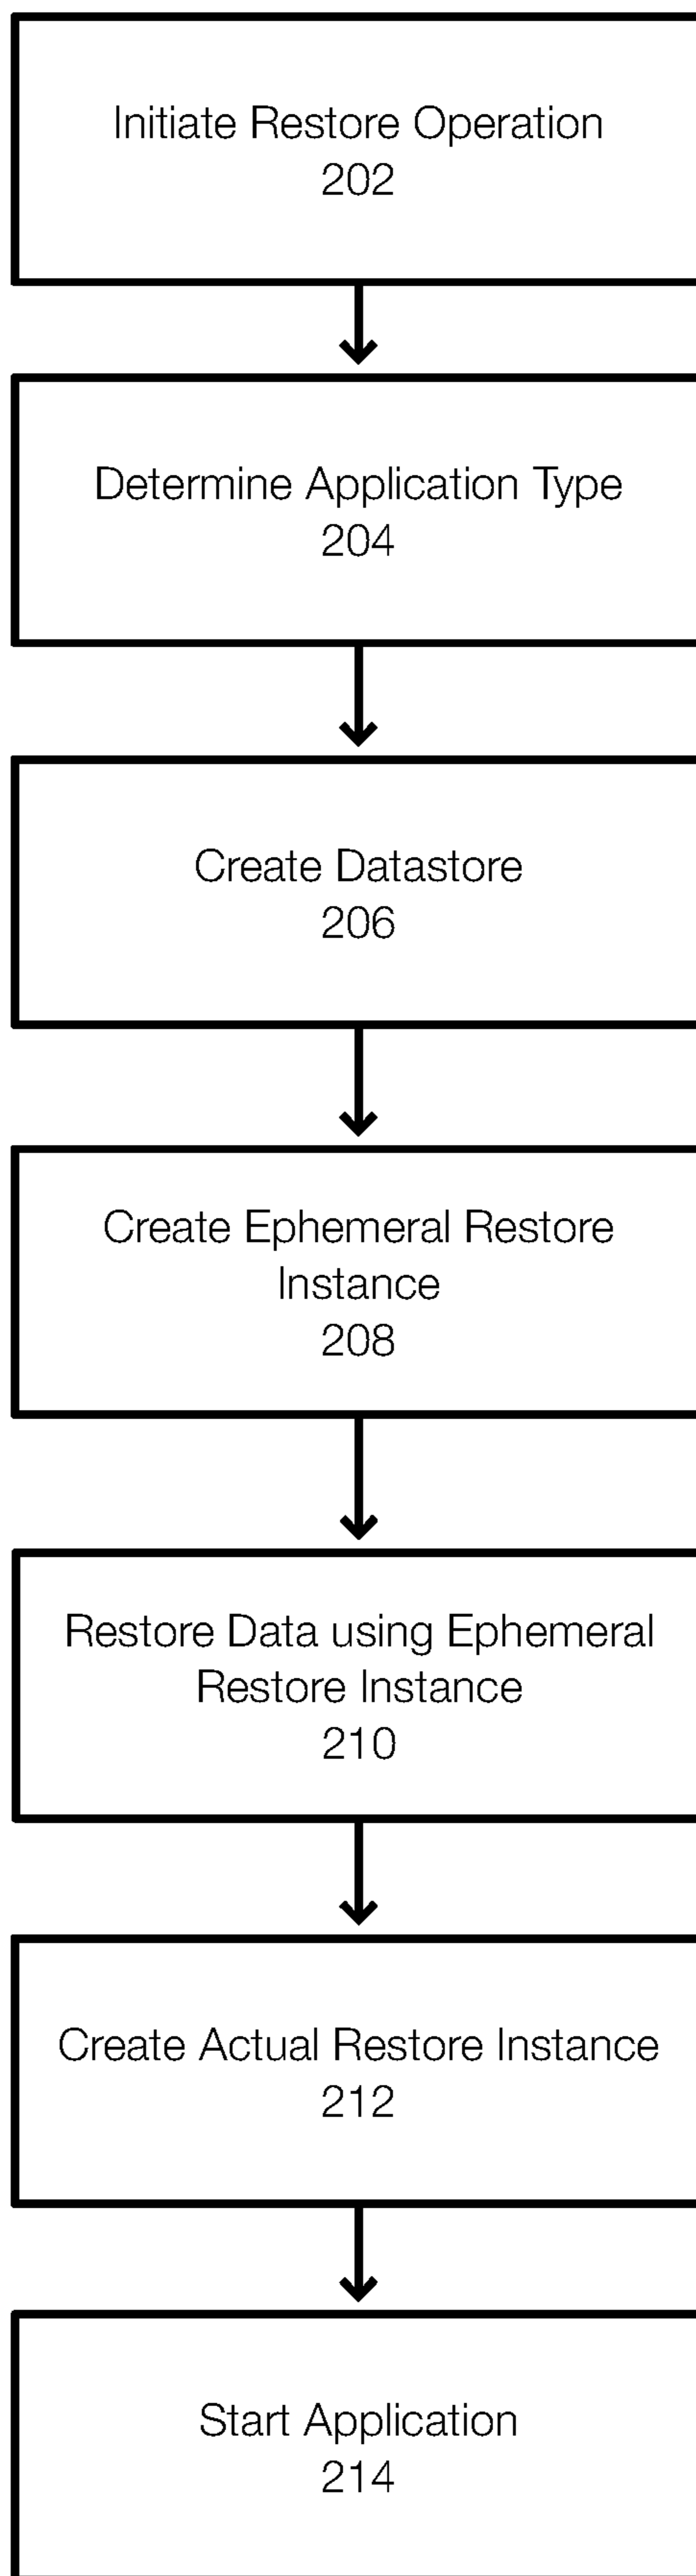 Initiate Restore Operation
202
Determine Application Type
204
Create Datastore
206
Create Ephemeral Restore
Instance
208
Restore Data using Ephemeral
Restore Instance
210
Create Actual Restore Instance
212
Start Application
214